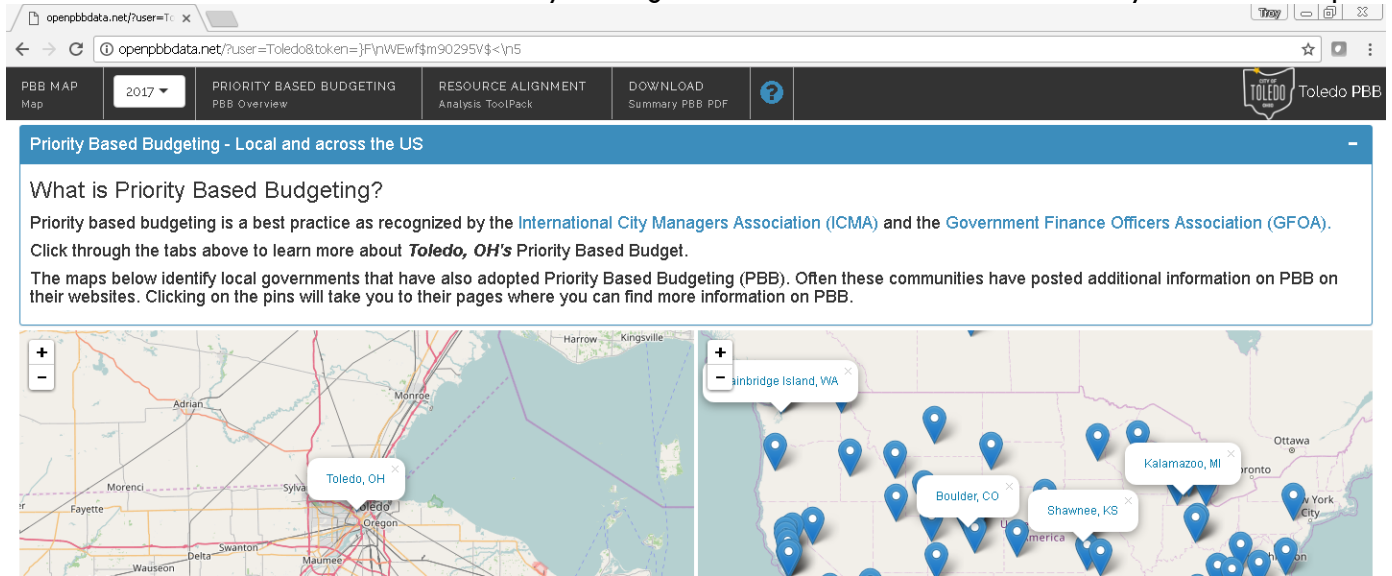 openpbbdata.net/?user=To
Troy
openpbbdata.net/?user=Toledo&token=}F\nWEwf$m90295V$<\n5
PBB MAP
Map
2017
PRIORITY BASED BUDGETING
PBB Overview
RESOURCE ALIGNMENT
Analysis ToolPack
DOWNLOAD
Summary PBB PDF
?
CITY OF
TOLEDO
OHIO
Toledo PBB
Priority Based Budgeting - Local and across the US
What is Priority Based Budgeting?
Priority based budgeting is a best practice as recognized by the International City Managers Association (ICMA) and the Government Finance Officers Association (GFOA).
Click through the tabs above to learn more about Toledo, OH's Priority Based Budget.
The maps below identify local governments that have also adopted Priority Based Budgeting (PBB). Often these communities have posted additional information on PBB on
their websites. Clicking on the pins will take you to their pages where you can find more information on PBB.
+
−
Harrow
Kingsville
Monroe
Adrian
Toledo, OH
Morenci
Sylva
Fayette
oledo
Oregon
Swanton
Delta
Maumee
Wauseon
+
−
ainbridge Island, WA
Ottawa
Kalamazoo, MI
oronto
Boulder, CO
Shawnee, KS
New York
City
merica